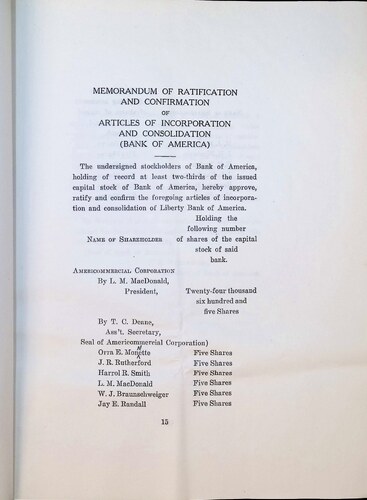 MEMORANDUM OF RATIFICATION
AND CONFIRMATION
OF
ARTICLES OF INCORPORATION
AND CONSOLIDATION
(BANK OF AMERICA)
The undersigned stockholders of Bank of America,
holding of record at least two-thirds of the issued
capital stock of Bank of America, hereby approve,
ratify and confirm the foregoing articles of incorpora-
tion and consolidation of Liberty Bank of America.
Holding the
following number
NAME OF SHAREHOLDER of shares of the capital
stock of said
bank.
AMERICOMMERCIAL CORPORATION
By L. M. MacDonald,
President, Twenty-four thousand
six hundred and
five Shares
By T. C. Deane,
Ass't. Secretary,
Seal of Americommercial Corporation)
Orra E. Monette Five Shares
J. R. Rutherford Five Shares
Harrol R. Smith Five Shares
L. M. MacDonald Five Shares
W. J. Braunschweiger Five Shares
Jay E. Randall Five Shares
15